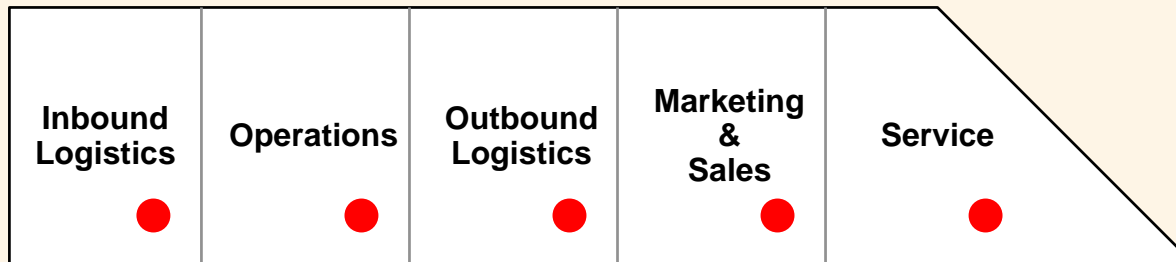 Inbound
Logistics
Operations
Outbound
Logistics
Marketing
&
Sales
Service